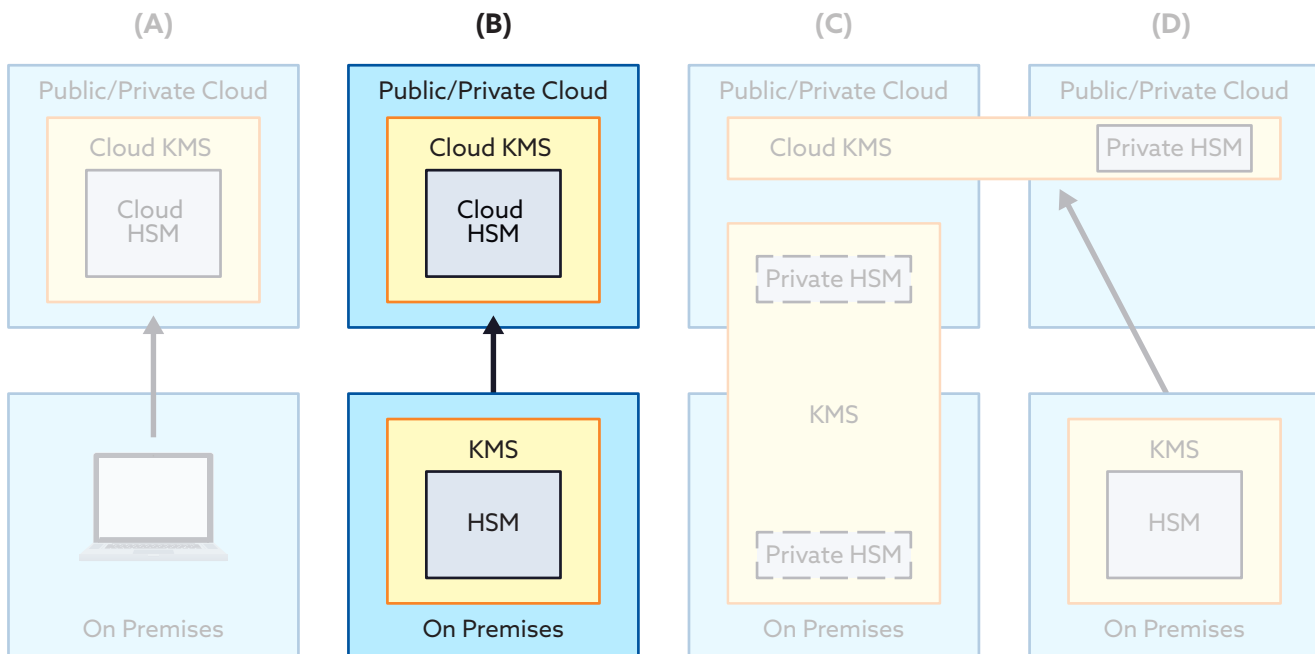 (A)
(B)
(C)
(D)
Public/Private Cloud
Cloud KMS
Cloud
HSM
On Premises
Public/Private Cloud
Cloud KMS
Cloud
HSM
KMS
HSM
On Premises
Public/Private Cloud
Cloud KMS
Private HSM
KMS
Private HSM
On Premises
Public/Private Cloud
Private HSM
KMS
HSM
On Premises